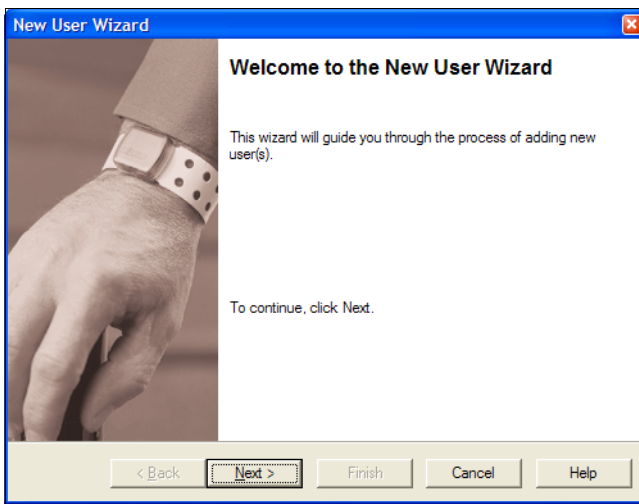 New User Wizard
Welcome to the New User Wizard
This wizard will guide you through the process of adding new
user(s).
To continue, click Next.
< Back
Next >
Finish
Cancel
Help